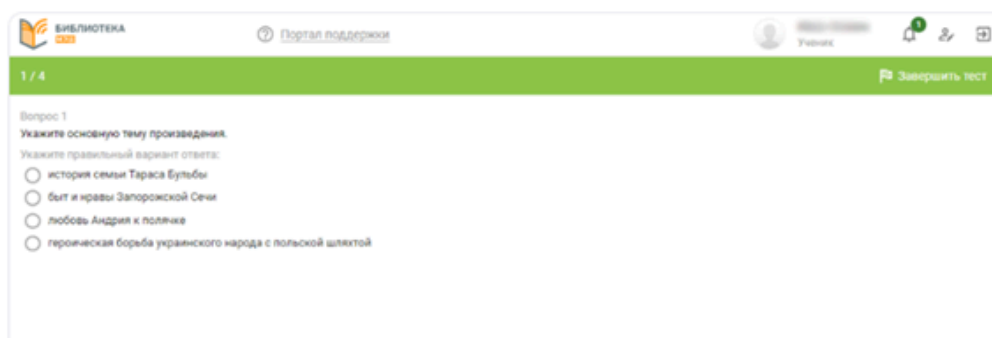 БИБЛИОТЕКА
Портал поддержки
Ученик
1
1 / 4
Завершить тест
Вопрос 1
Укажите основную тему произведения.
Укажите правильный вариант ответа:
история семьи Тараса Бульбы
быт и нравы Запорожской Сечи
любовь Андрия к полячке
героическая борьба украинского народа с польской шляхтой